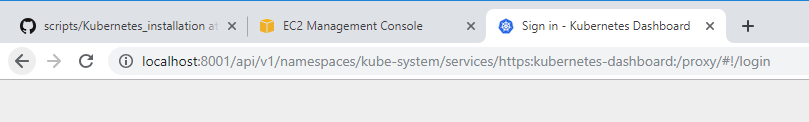 scripts/Kubernetes_installation at
EC2 Management Console
Sign in - Kubernetes Dashboard
localhost:8001/api/v1/namespaces/kube-system/services/https:kubernetes-dashboard:/proxy/#!/login